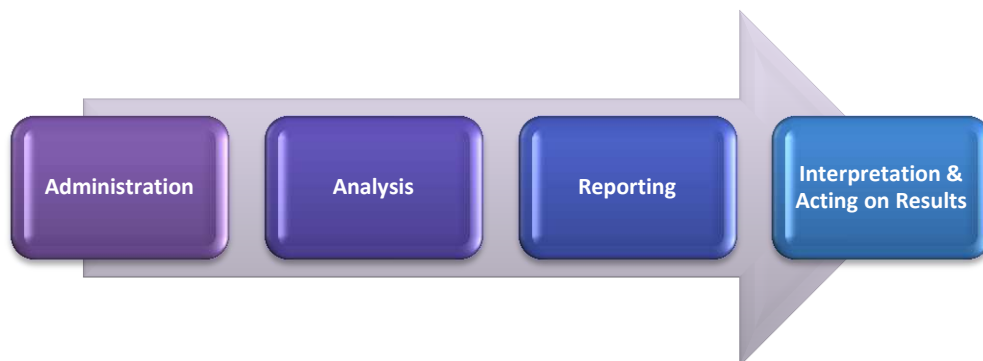 Administration
Analysis
Reporting
Interpretation &
Acting on Results